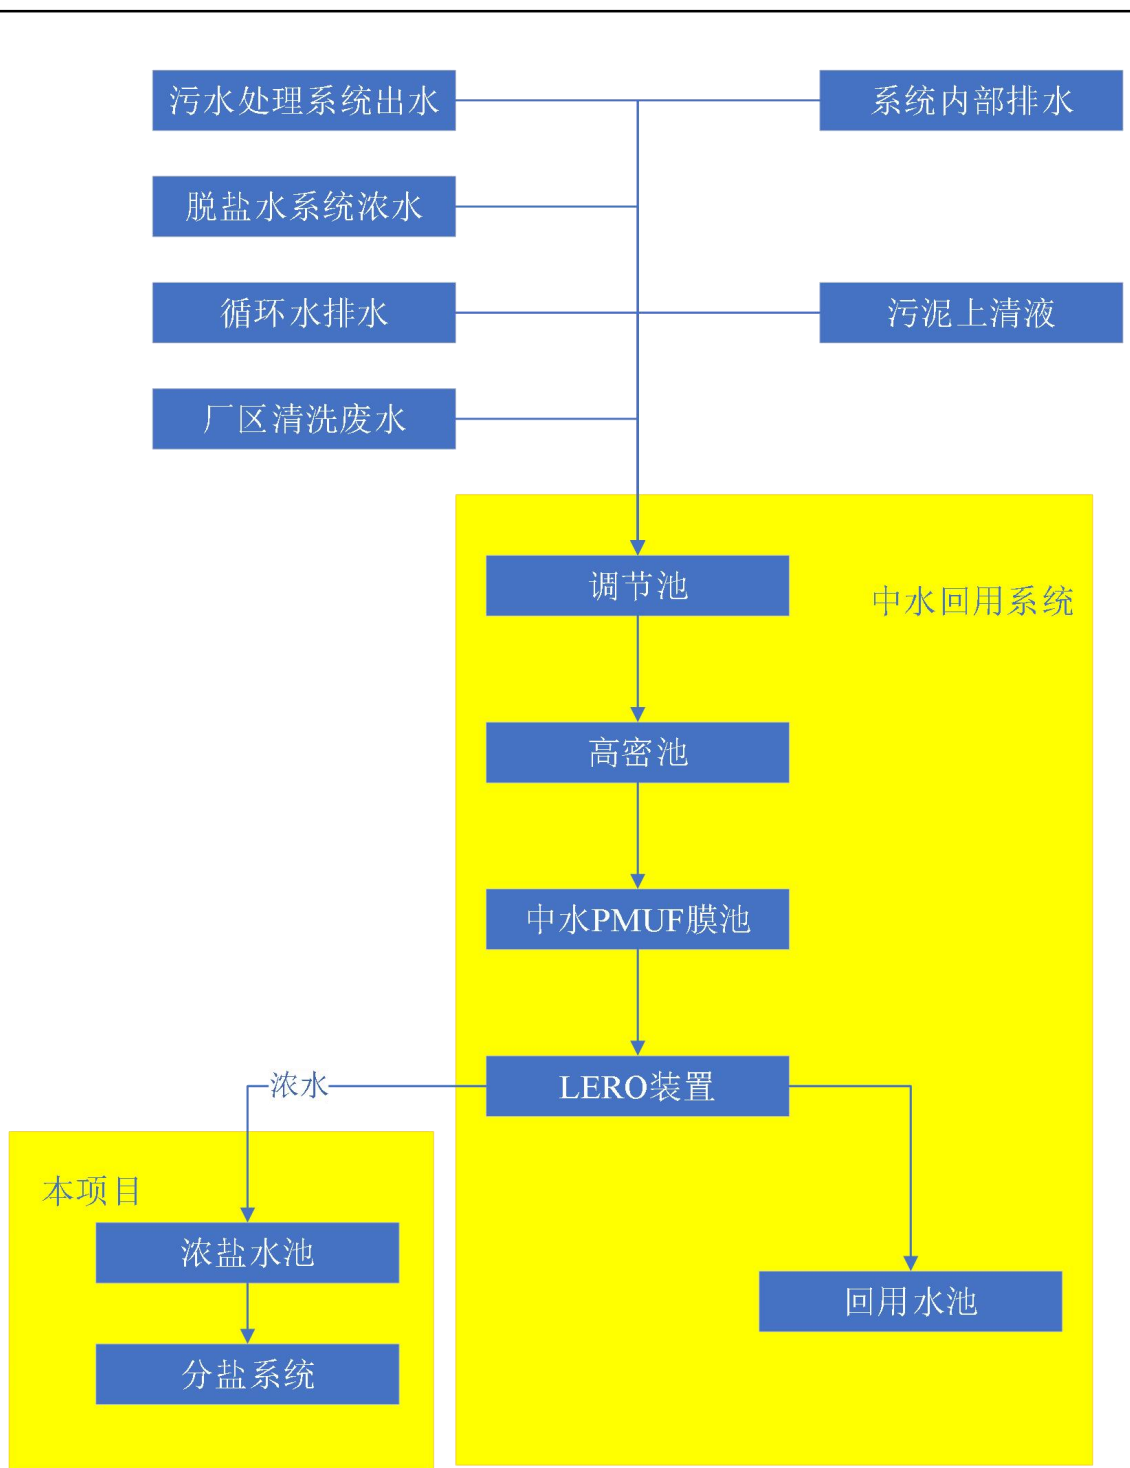 污水处理系统出水
系统内部排水
脱盐水系统浓水
循环水排水
污泥上清液
厂区清洗废水
调节池
中水回用系统
高密池
中水PMUF膜池
LERO装置
浓水
本项目
浓盐水池
回用水池
分盐系统